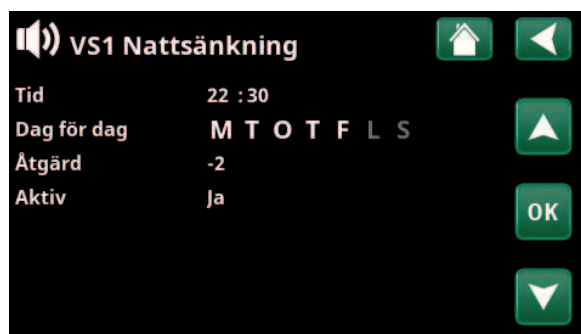 VS1 Nattsänkning
Tid 22 :30
Dag för dag M T O T F L S
Åtgärd -2
Aktiv Ja
OK